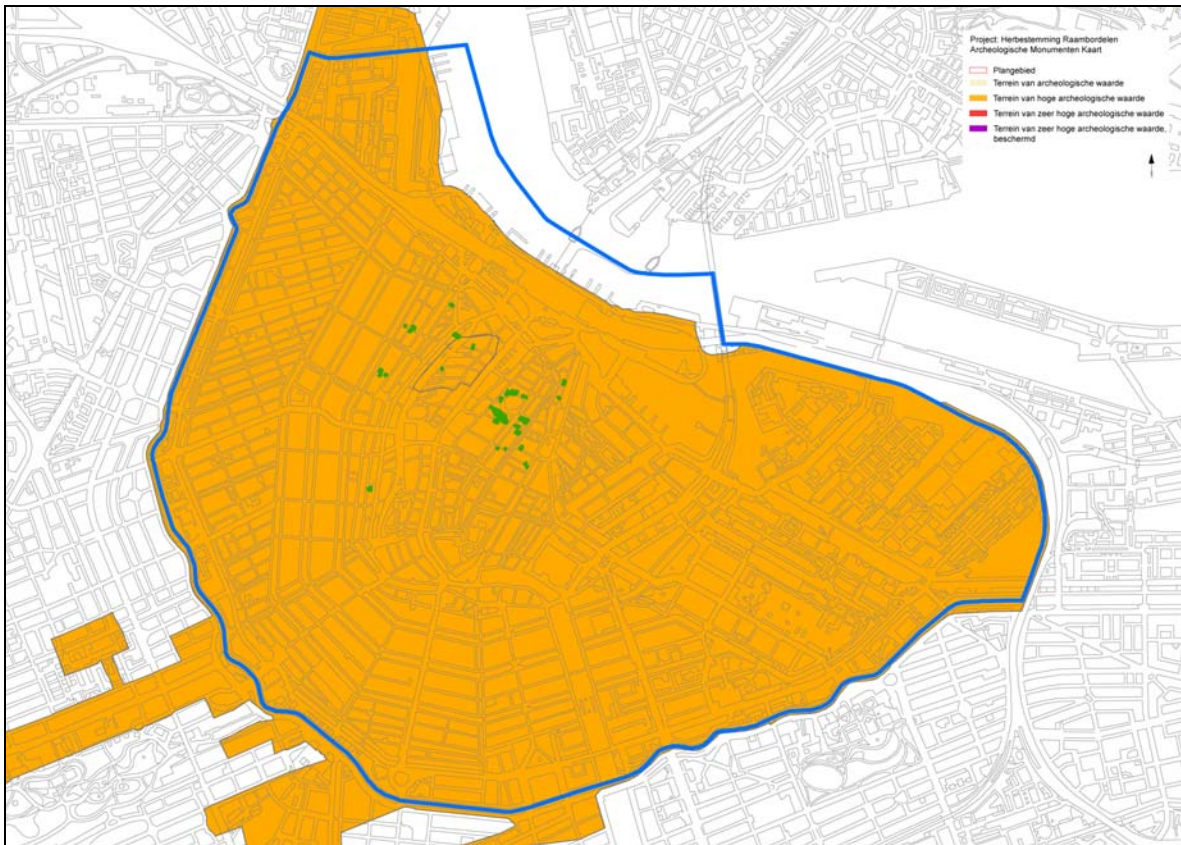 Project: Herbestemming Raambordelen
Archeologische Monumenten Kaart
Plangebied
Terrein van archeologische waarde
Terrein van hoge archeologische waarde
Terrein van zeer hoge archeologische waarde
Terrein van zeer hoge archeologische waarde,
beschermd